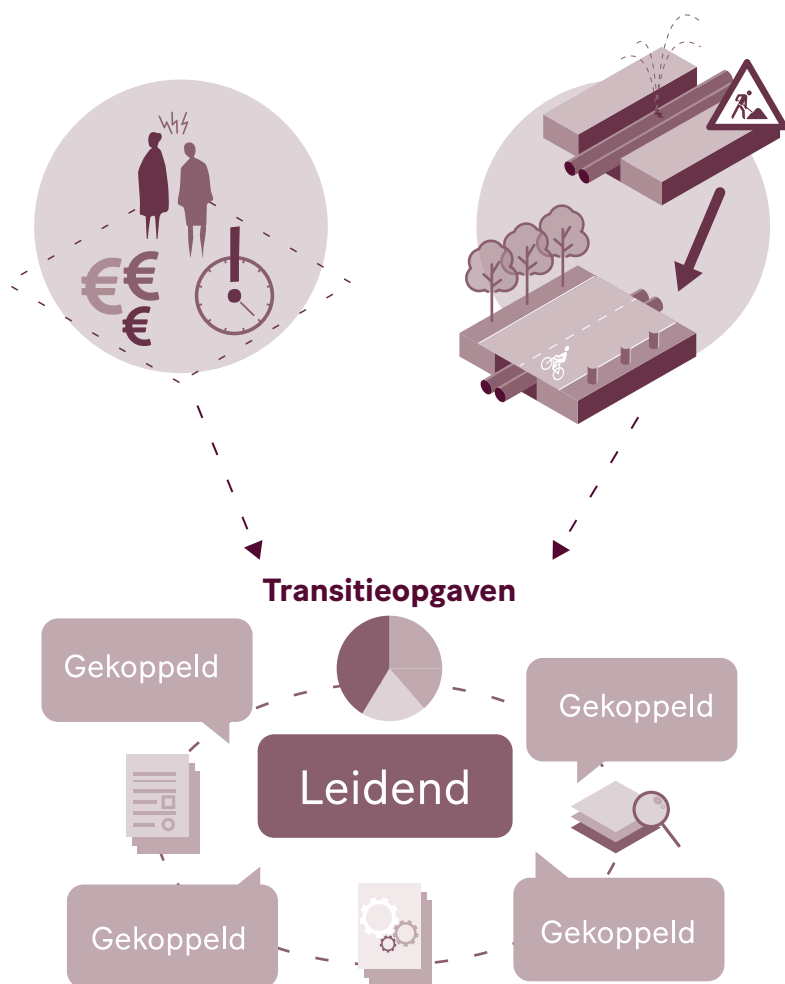 €€
€
Transitieopgaven
Gekoppeld
Gekoppeld
Leidend
Gekoppeld
Gekoppeld